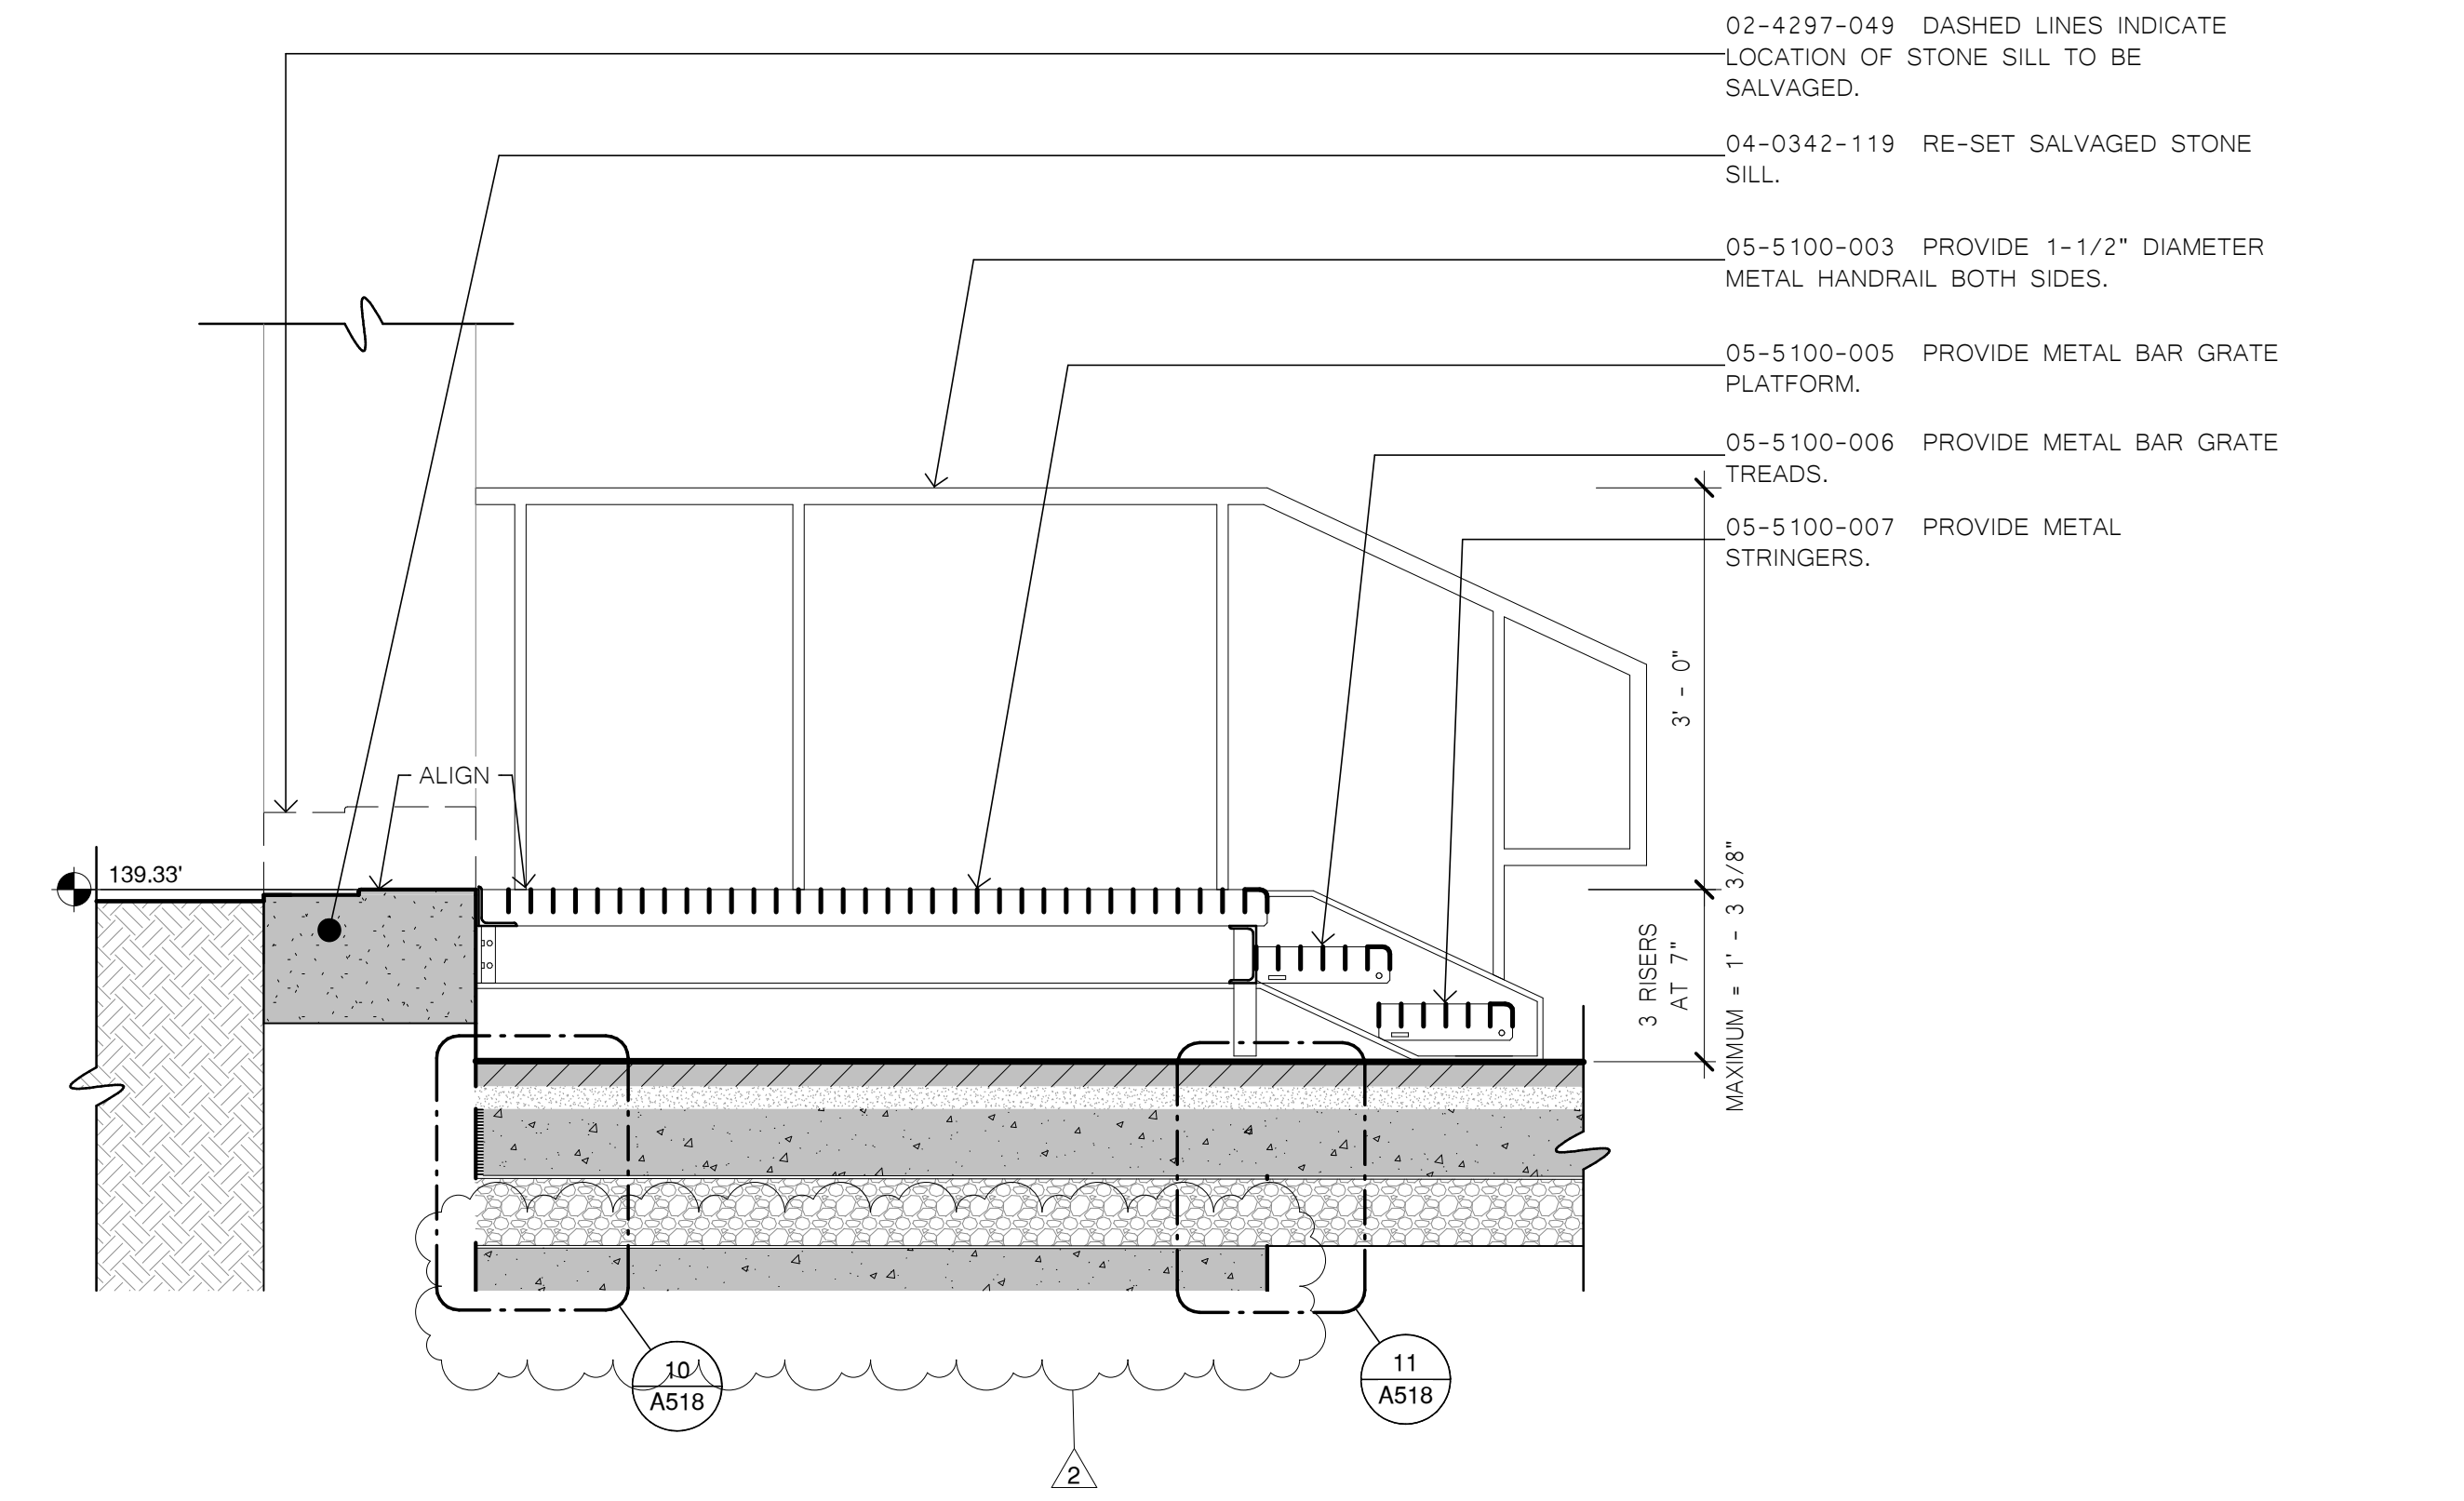 02-4297-049 DASHED LINES INDICATE
LOCATION OF STONE SILL TO BE
SALVAGED.
04-0342-119 RE-SET SALVAGED STONE
SILL.
05-5100-003 PROVIDE 1-1/2" DIAMETER
METAL HANDRAIL BOTH SIDES.
05-5100-005 PROVIDE METAL BAR GRATE
PLATFORM.
05-5100-006 PROVIDE METAL BAR GRATE
TREADS.
05-5100-007 PROVIDE METAL
STRINGERS.
3' - 0"
ALIGN
139.33'
3 RISERS
AT 7"
MAXIMUM = 1' - 3 3/8"
10
A518
11
A518
2